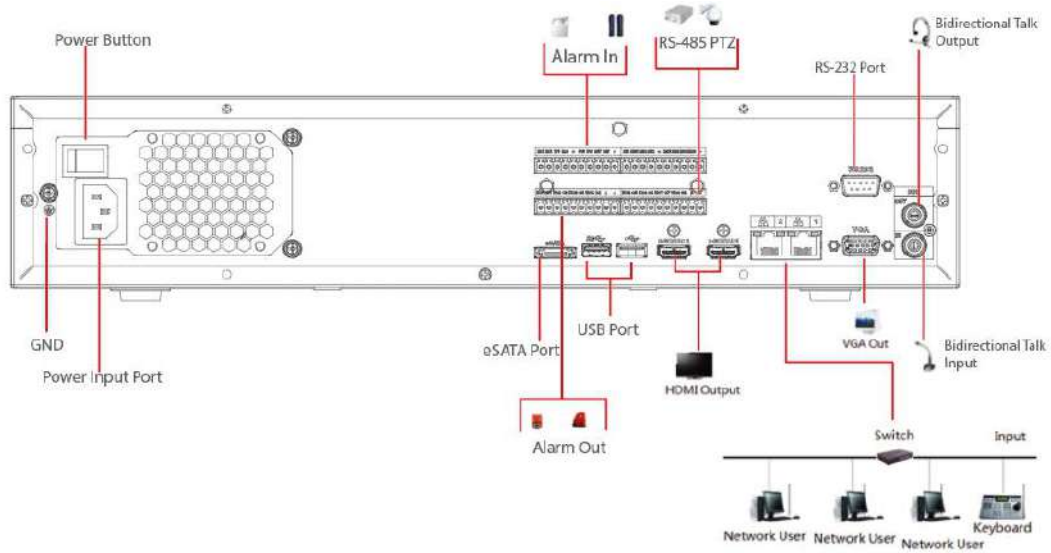 Power Button
Alarm In
RS-485 PTZ
RS-232 Port
Bidirectional Talk
Output
VGA
GND
Power Input Port
eSATA Port
USB Port
HDMI Output
VGA Out
Bidirectional Talk
Input
Alarm Out
Switch
Input
Network User
Network User
Network User
Keyboard